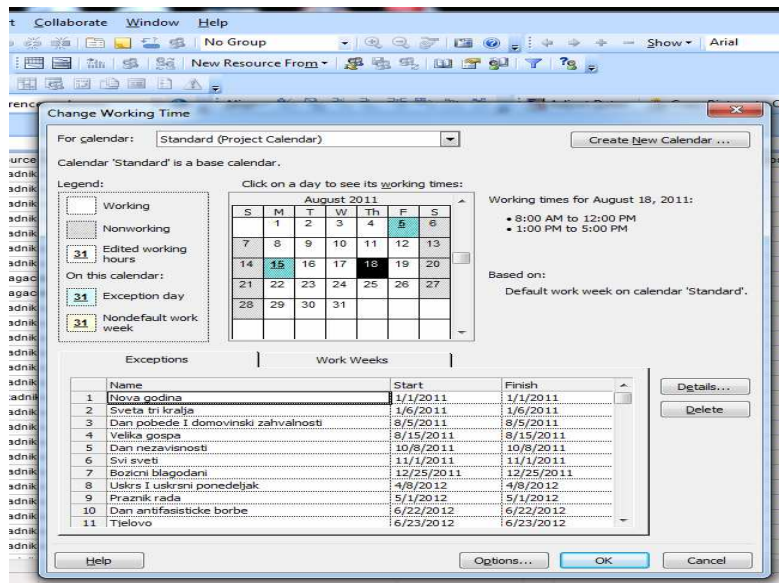 Collaborate Window Help
No Group Show Arial
New Resource From
Change Working Time
For calendar: Standard (Project Calendar) Create New Calendar ...
Calendar 'Standard' is a base calendar.
Legend:
Working
Nonworking
31 Edited working hours
On this calendar:
31 Exception day
31 Nondefault work week
Click on a day to see its working times:
August 2011
S M T W Th F S
1 2 3 4 5 6
7 8 9 10 11 12 13
14 15 16 17 18 19 20
21 22 23 24 25 26 27
28 29 30 31
Working times for August 18, 2011:
• 8:00 AM to 12:00 PM
• 1:00 PM to 5:00 PM
Based on:
Default work week on calendar 'Standard'.
Exceptions Work Weeks
Name Start Finish
1 Nova godina 1/1/2011 1/1/2011
2 Sveta tri kralja 1/6/2011 1/6/2011
3 Dan pobede I domovinski zahvalnosti 8/5/2011 8/5/2011
4 Velika gospa 8/15/2011 8/15/2011
5 Dan nezavisnosti 10/8/2011 10/8/2011
6 Svi sveti 11/1/2011 11/1/2011
7 Bozicni blagodani 12/25/2011 12/25/2011
8 Uskrs I uskrsni ponedeljak 4/8/2012 4/8/2012
9 Praznik rada 5/1/2012 5/1/2012
10 Dan antifasisticke borbe 6/22/2012 6/22/2012
11 Tjelovo 6/23/2012 6/23/2012
Details...
Delete
Help Options... OK Cancel